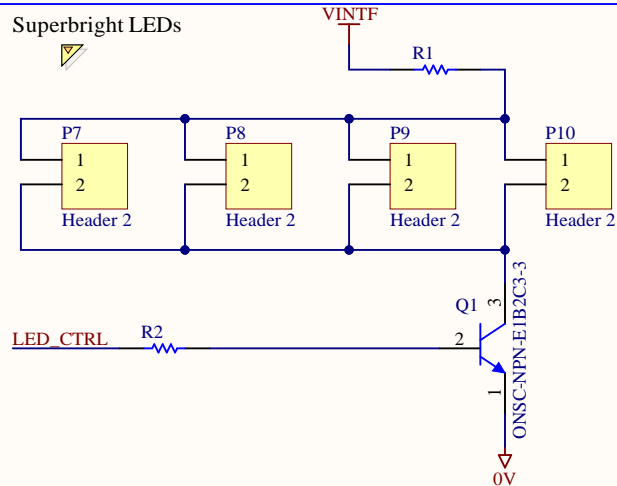 Superbright LEDs
VINTF
R1
P7
P8
P9
P10
1
1
1
1
2
2
2
2
Header 2
Header 2
Header 2
Header 2
Q1
3
ONSC-NPN-E1B2C3-3
LED_CTRL
R2
2
1
0V